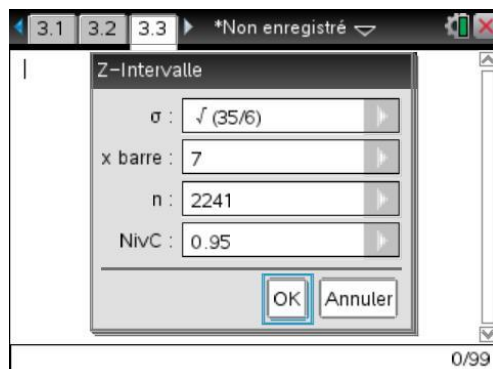 3.1 3.2 3.3 *Non enregistré
Z-Intervalle
σ : √(35/6)
x barre : 7
n : 2241
NivC : 0.95
OK Annuler
0/99